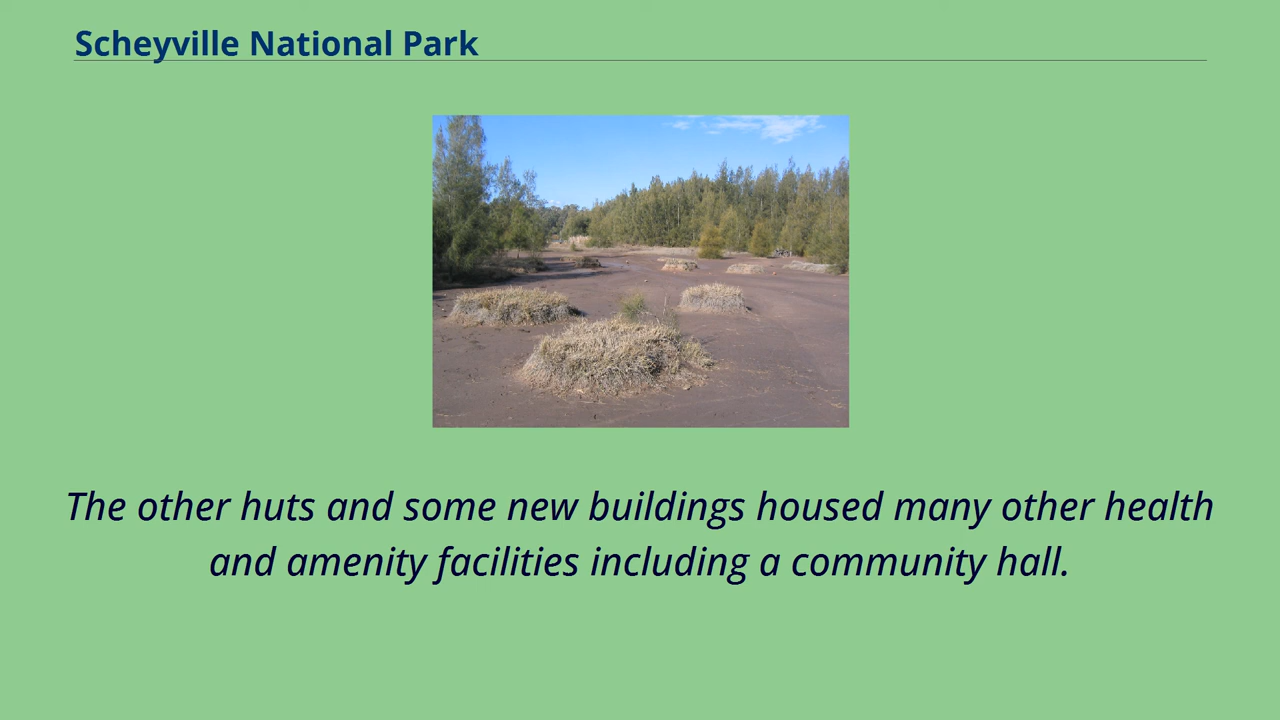 Scheyville National Park
The other huts and some new buildings housed many other health
and amenity facilities including a community hall.